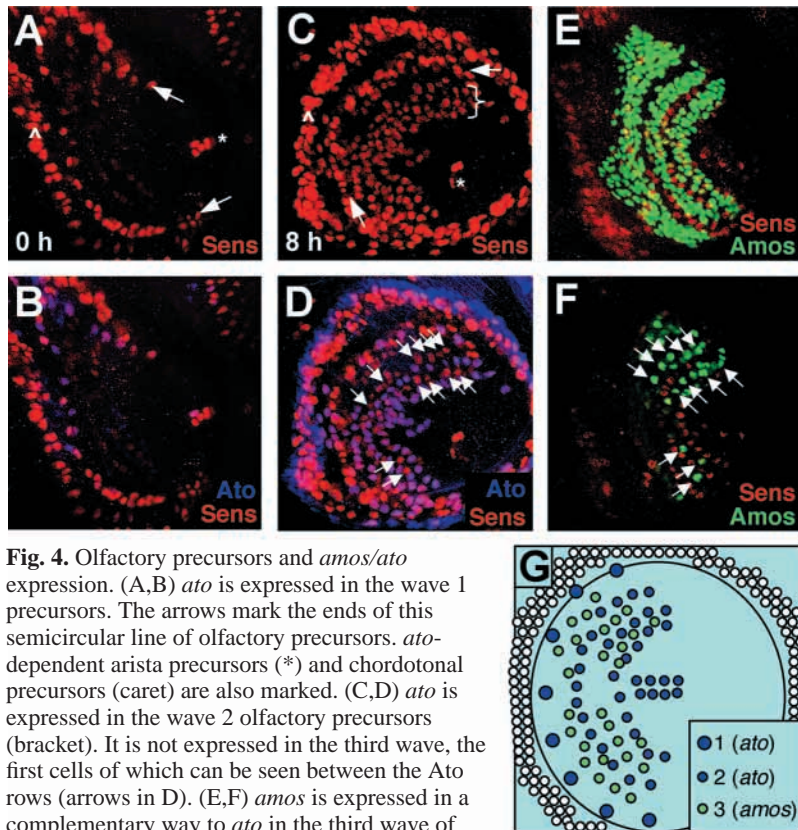 A
C
E
^
*
^
}
*
0 h
Sens
8 h
Sens
Sens
Amos
B
D
F
Ato
Sens
Ato
Sens
Sens
Amos
Fig. 4. Olfactory precursors and amos/ato
expression. (A,B) ato is expressed in the wave 1
precursors. The arrows mark the ends of this
semicircular line of olfactory precursors. ato-
dependent arista precursors (*) and chordotonal
precursors (caret) are also marked. (C,D) ato is
expressed in the wave 2 olfactory precursors
(bracket). It is not expressed in the third wave, the
first cells of which can be seen between the Ato
rows (arrows in D). (E,F) amos is expressed in a
complementary way to ato in the third wave of
G
1 (ato)
2 (ato)
3 (amos)